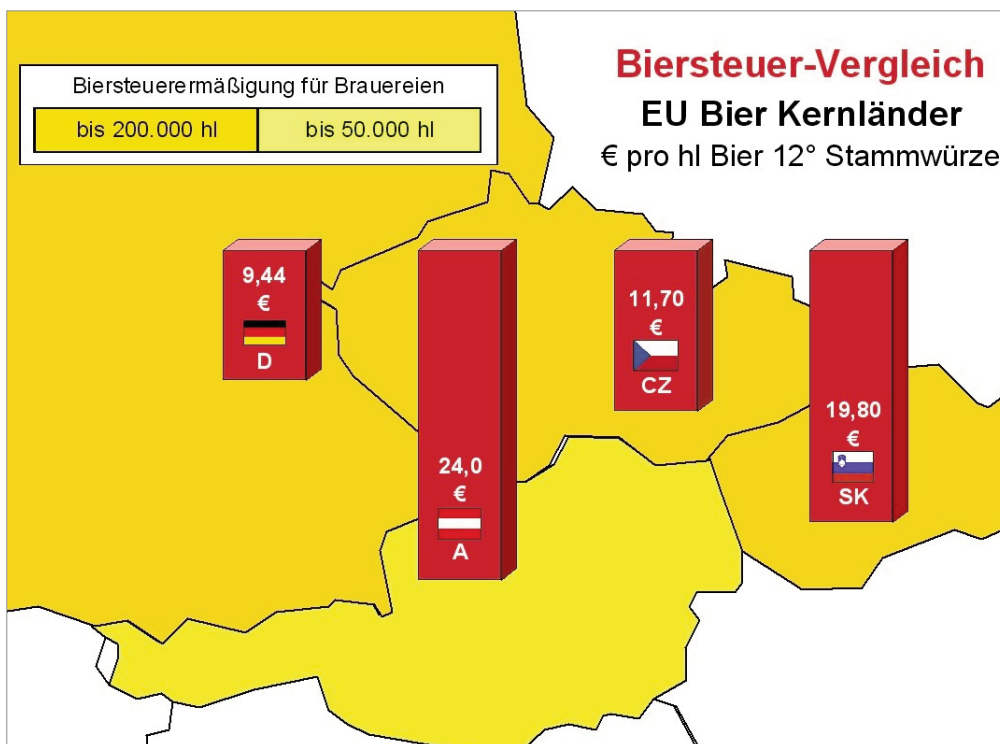 Biersteuer-Vergleich
EU Bier Kernländer
€ pro hl Bier 12° Stammwürze
Biersteuerermäßigung für Brauereien
bis 200.000 hl
bis 50.000 hl
9,44
€
D
24,0
€
A
11,70
€
CZ
19,80
€
SK